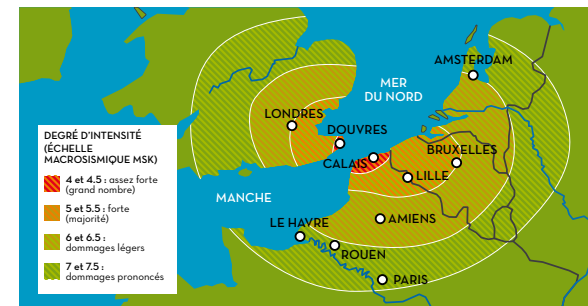 AMSTERDAM
MER
DU NORD
LONDRES
DOUVRES
CALAIS
BRUXELLES
LILLE
MANCHE
AMIENS
LE HAVRE
ROUEN
PARIS
DEGRÉ D'INTENSITÉ
(ÉCHELLE
MACROSISMIQUE MSK)
4 et 4.5 : assez forte
(grand nombre)
5 et 5.5 : forte
(majorité)
6 et 6.5 :
dommages légers
7 et 7.5 :
dommages prononcés